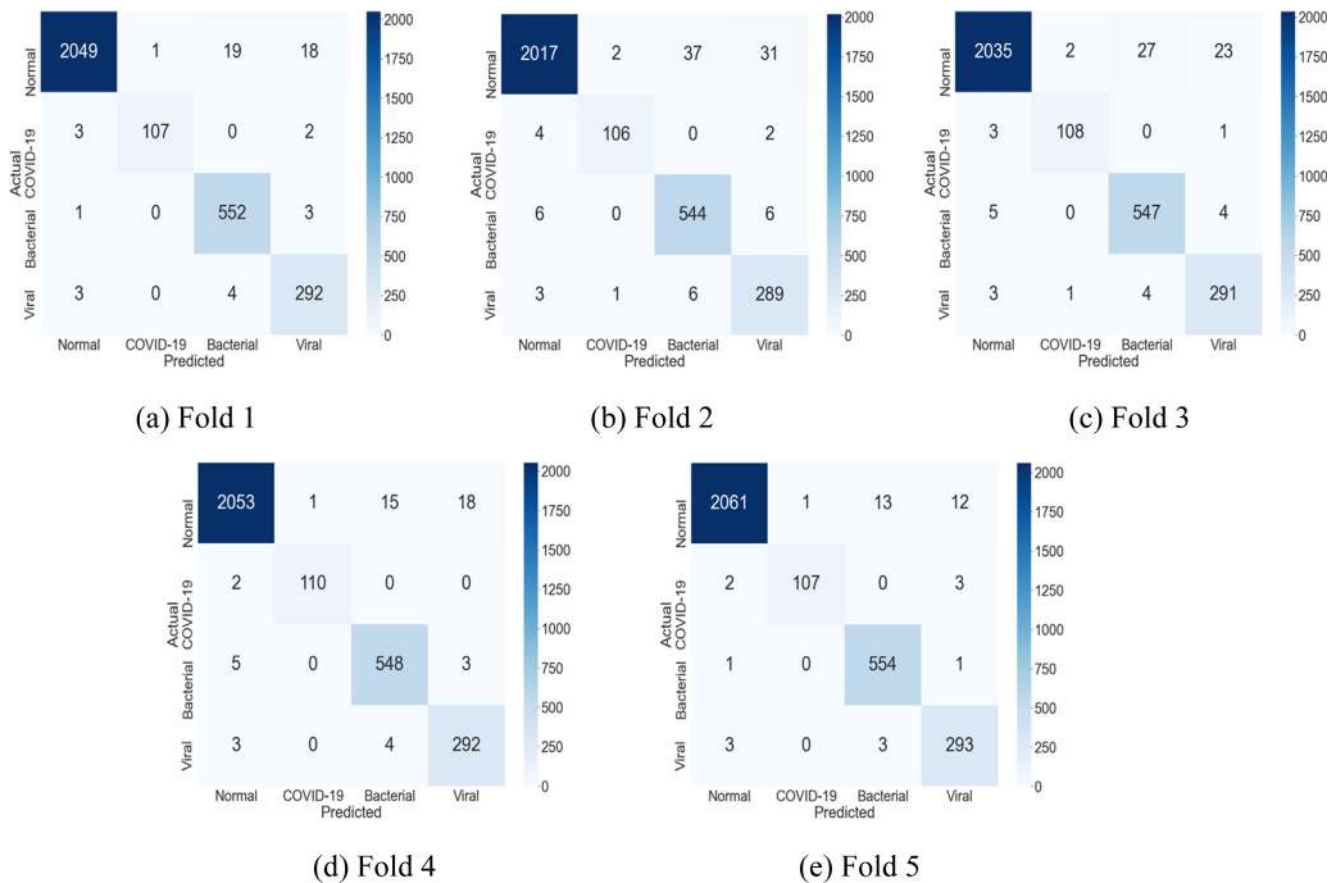 2049 1 19 18
3 107 0 2
1 0 552 3
3 0 4 292
Normal
COVID-19
Bacterial
Viral
Actual
Normal COVID-19 Bacterial Viral
Predicted
2000
1750
1500
1250
1000
750
500
250
0
(a) Fold 1
2017 2 37 31
4 106 0 2
6 0 544 6
3 1 6 289
Normal
COVID-19
Bacterial
Viral
Actual
Normal COVID-19 Bacterial Viral
Predicted
2000
1750
1500
1250
1000
750
500
250
0
(b) Fold 2
2035 2 27 23
3 108 0 1
5 0 547 4
3 1 4 291
Normal
COVID-19
Bacterial
Viral
Actual
Normal COVID-19 Bacterial Viral
Predicted
2000
1750
1500
1250
1000
750
500
250
0
(c) Fold 3
2053 1 15 18
2 110 0 0
5 0 548 3
3 0 4 292
Normal
COVID-19
Bacterial
Viral
Actual
Normal COVID-19 Bacterial Viral
Predicted
2000
1750
1500
1250
1000
750
500
250
0
(d) Fold 4
2061 1 13 12
2 107 0 3
1 0 554 1
3 0 3 293
Normal
COVID-19
Bacterial
Viral
Actual
Normal COVID-19 Bacterial Viral
Predicted
2000
1750
1500
1250
1000
750
500
250
0
(e) Fold 5